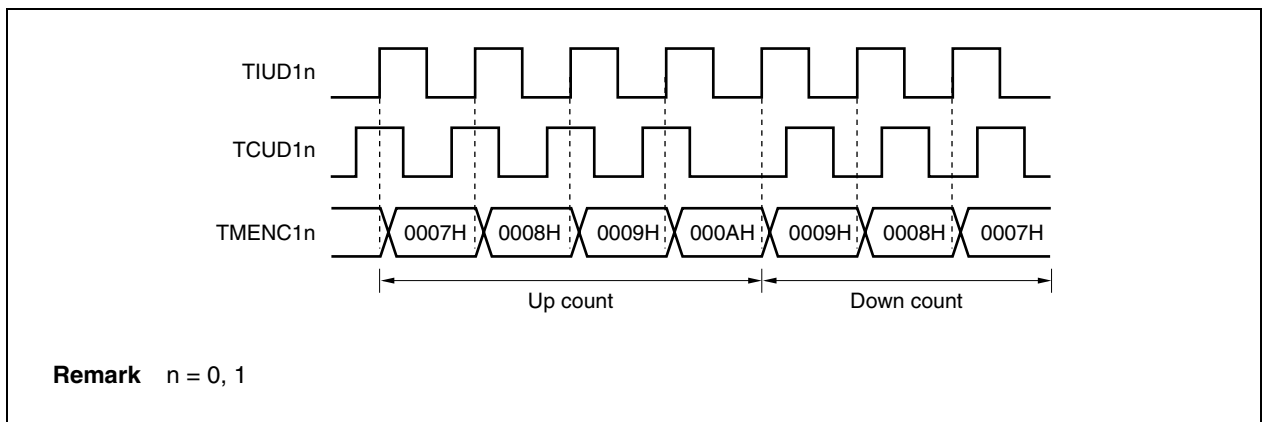 TIUD1n
TCUD1n
TMENC1n 0007H 0008H 0009H 000AH 0009H 0008H 0007H
Up count Down count
Remark n = 0, 1